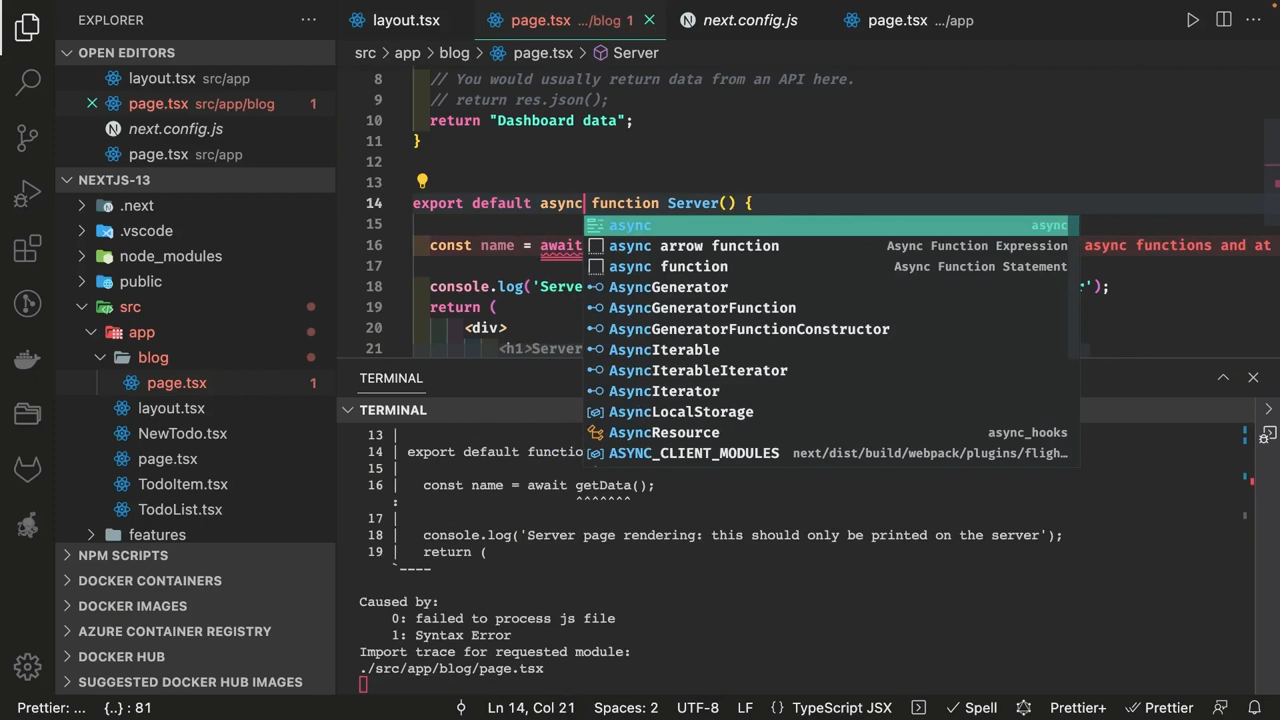 EXPLORER
layout.tsx
page.tsx .../blog 1
next.config.js
page.tsx .../app
OPEN EDITORS
layout.tsx src/app
page.tsx src/app/blog 1
next.config.js
page.tsx src/app
NEXTJS-13
.next
.vscode
node_modules
public
src
app
blog
page.tsx 1
layout.tsx
NewTodo.tsx
page.tsx
TodoItem.tsx
TodoList.tsx
features
NPM SCRIPTS
DOCKER CONTAINERS
DOCKER IMAGES
AZURE CONTAINER REGISTRY
DOCKER HUB
SUGGESTED DOCKER HUB IMAGES
src > app > blog > page.tsx > Server
8 // You would usually return data from an API here.
9 // return res.json();
10 return "Dashboard data";
11 }
12
13
14 export default async function Server() {
15
16 const name = await async functions and at
17
18 console.log('Serve r');
19 return (
20 <div>
21 <h1>Server
async async
async arrow function Async Function Expression
async function Async Function Statement
AsyncGenerator
AsyncGeneratorFunction
AsyncGeneratorFunctionConstructor
AsyncIterable
AsyncIterableIterator
AsyncIterator
AsyncLocalStorage
AsyncResource async_hooks
ASYNC_CLIENT_MODULES next/dist/build/webpack/plugins/fligh…
TERMINAL
TERMINAL
13 |
14 | export default functio
15 |
16 | const name = await getData();
: ^^^^^^^
17 |
18 | console.log('Server page rendering: this should only be printed on the server');
19 | return (
`----
Caused by:
0: failed to process js file
1: Syntax Error
Import trace for requested module:
./src/app/blog/page.tsx
Prettier: ... {..} : 81 Ln 14, Col 21 Spaces: 2 UTF-8 LF {} TypeScript JSX Spell Prettier+ Prettier